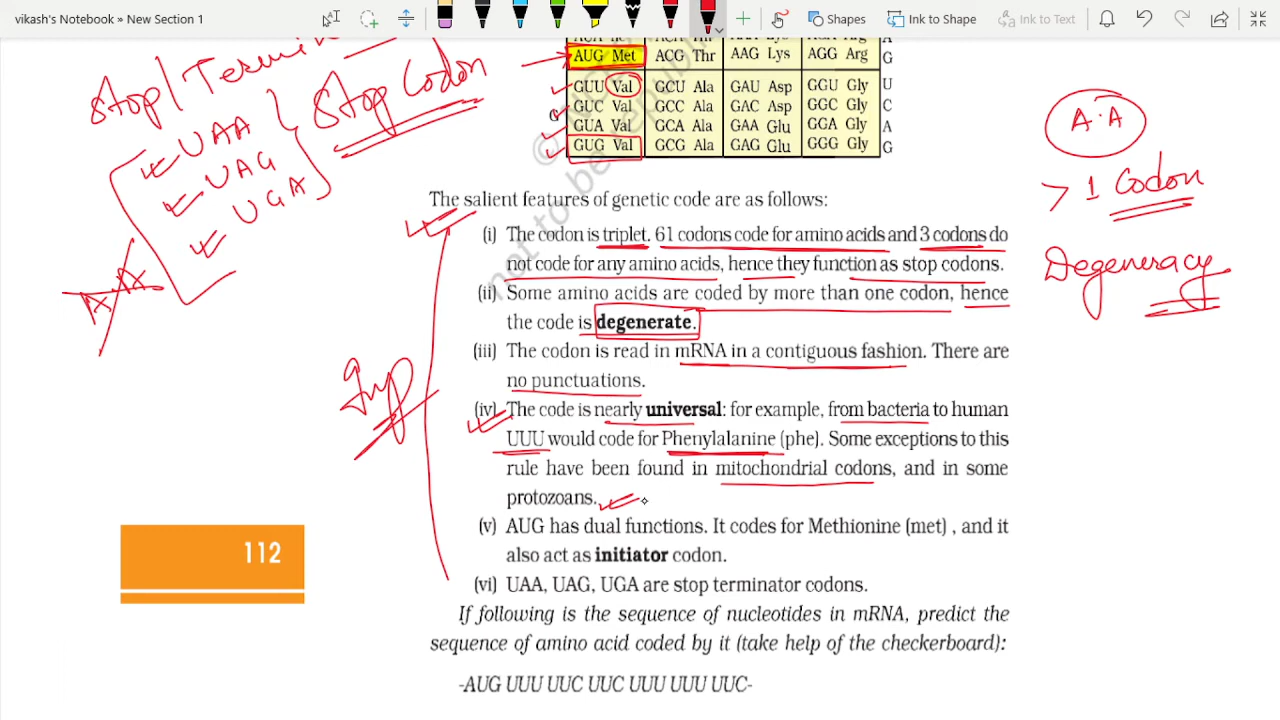 vikash's Notebook » New Section 1
Shapes
Ink to Shape
Ink to Text
Stop/
Stop Codon
UAA
UAG
UGA
A.A
AUG Met ACG Thr AAG Lys AGG Arg G
GUU Val GCU Ala GAU Asp GGU Gly U
G
GUC Val GCC Ala GAC Asp GGC Gly C
GUA Val GCA Ala GAA Glu GGA Gly A
GUG Val GCG Ala GAG Glu GGG Gly G
A.A
> 1 Codon
Degeneracy
not to be republi
The salient features of genetic code are as follows:
(i) The codon is triplet. 61 codons code for amino acids and 3 codons do
not code for any amino acids, hence they function as stop codons.
(ii) Some amino acids are coded by more than one codon, hence
the code is degenerate.
(iii) The codon is read in mRNA in a contiguous fashion. There are
no punctuations.
Imp
(iv) The code is nearly universal: for example, from bacteria to human
UUU would code for Phenylalanine (phe). Some exceptions to this
rule have been found in mitochondrial codons, and in some
protozoans.
(v) AUG has dual functions. It codes for Methionine (met) , and it
also act as initiator codon.
(vi) UAA, UAG, UGA are stop terminator codons.
112
If following is the sequence of nucleotides in mRNA, predict the
sequence of amino acid coded by it (take help of the checkerboard):
-AUG UUU UUC UUC UUU UUU UUC-